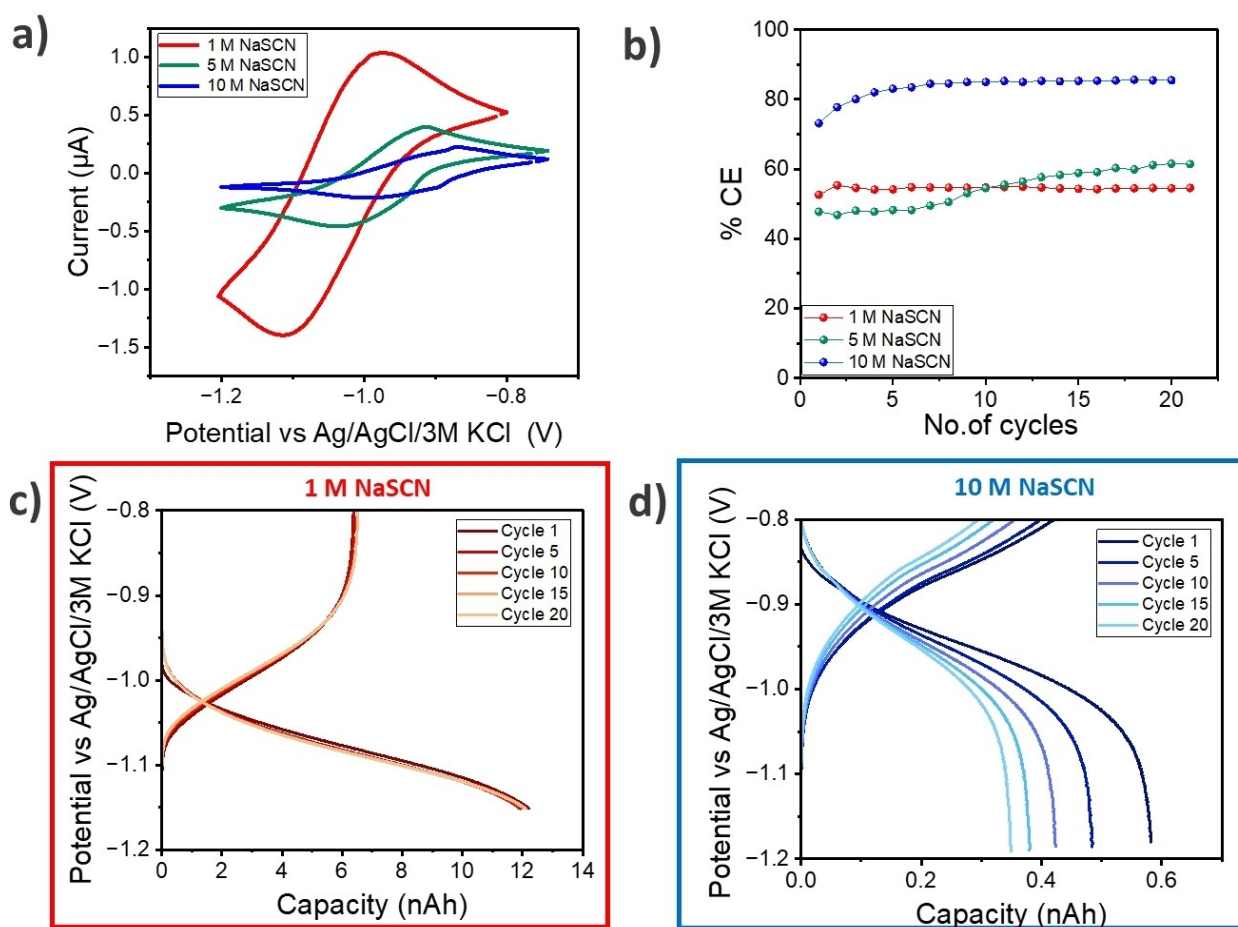 a)
1 M NaSCN
5 M NaSCN
10 M NaSCN
1.0
0.5
0.0
−0.5
−1.0
−1.5
Current (µA)
−1.2
−1.0
−0.8
Potential vs Ag/AgCl/3M KCl (V)
b)
80
60
40
20
0
% CE
1 M NaSCN
5 M NaSCN
10 M NaSCN
0
5
10
15
20
No.of cycles
c)
1 M NaSCN
Cycle 1
Cycle 5
Cycle 10
Cycle 15
Cycle 20
−0.8
−0.9
−1.0
−1.1
−1.2
Potential vs Ag/AgCl/3M KCl (V)
0
2
4
6
8
10
12
14
Capacity (nAh)
d)
10 M NaSCN
Cycle 1
Cycle 5
Cycle 10
Cycle 15
Cycle 20
−0.8
−0.9
−1.0
−1.1
−1.2
Potential vs Ag/AgCl/3M KCl (V)
0.0
0.2
0.4
0.6
Capacity (nAh)